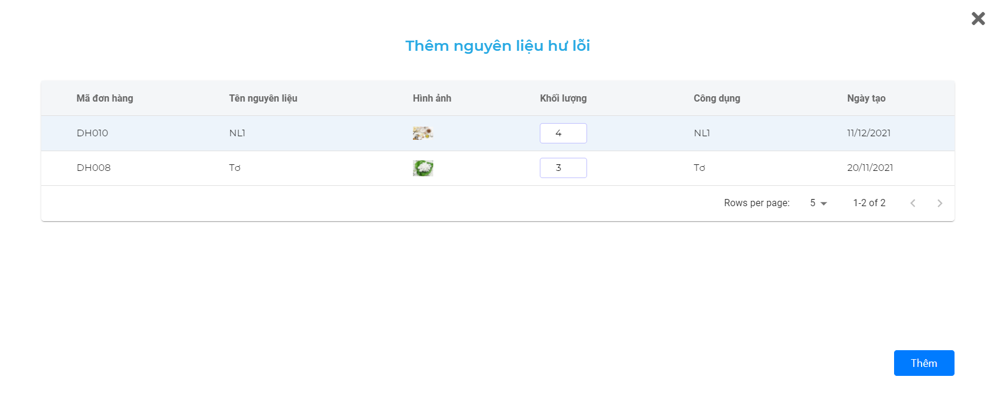 Thêm nguyên liệu hư lỗi
Mã đơn hàng Tên nguyên liệu Hình ảnh Khối lượng Công dụng Ngày tạo
DH010 NL1 4 NL1 11/12/2021
DH008 Tơ 3 Tơ 20/11/2021
Rows per page: 5 1-2 of 2
Thêm